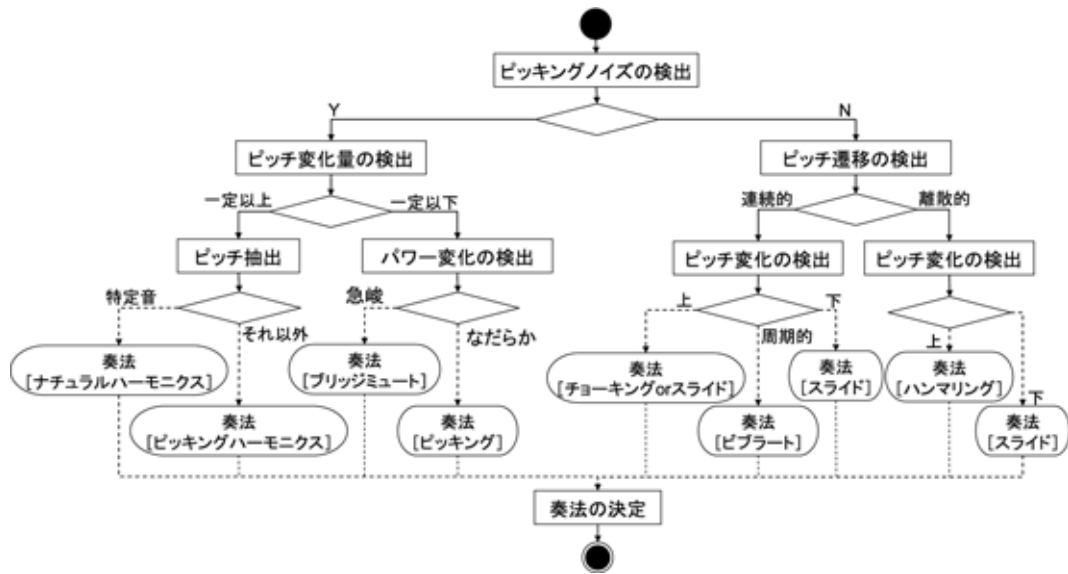 ピッキングノイズの検出
Y
N
ピッチ変化量の検出
ピッチ遷移の検出
一定以上
一定以下
連続的
離散的
ピッチ抽出
パワー変化の検出
ピッチ変化の検出
ピッチ変化の検出
特定音
それ以外
急峻
なだらか
上
周期的
下
上
下
奏法
[ナチュラルハーモニクス]
奏法
[ブリッジミュート]
奏法
[チョーキングorスライド]
奏法
[スライド]
奏法
[ハンマリング]
奏法
[ピッキングハーモニクス]
奏法
[ピッキング]
奏法
[ビブラート]
奏法
[スライド]
奏法の決定